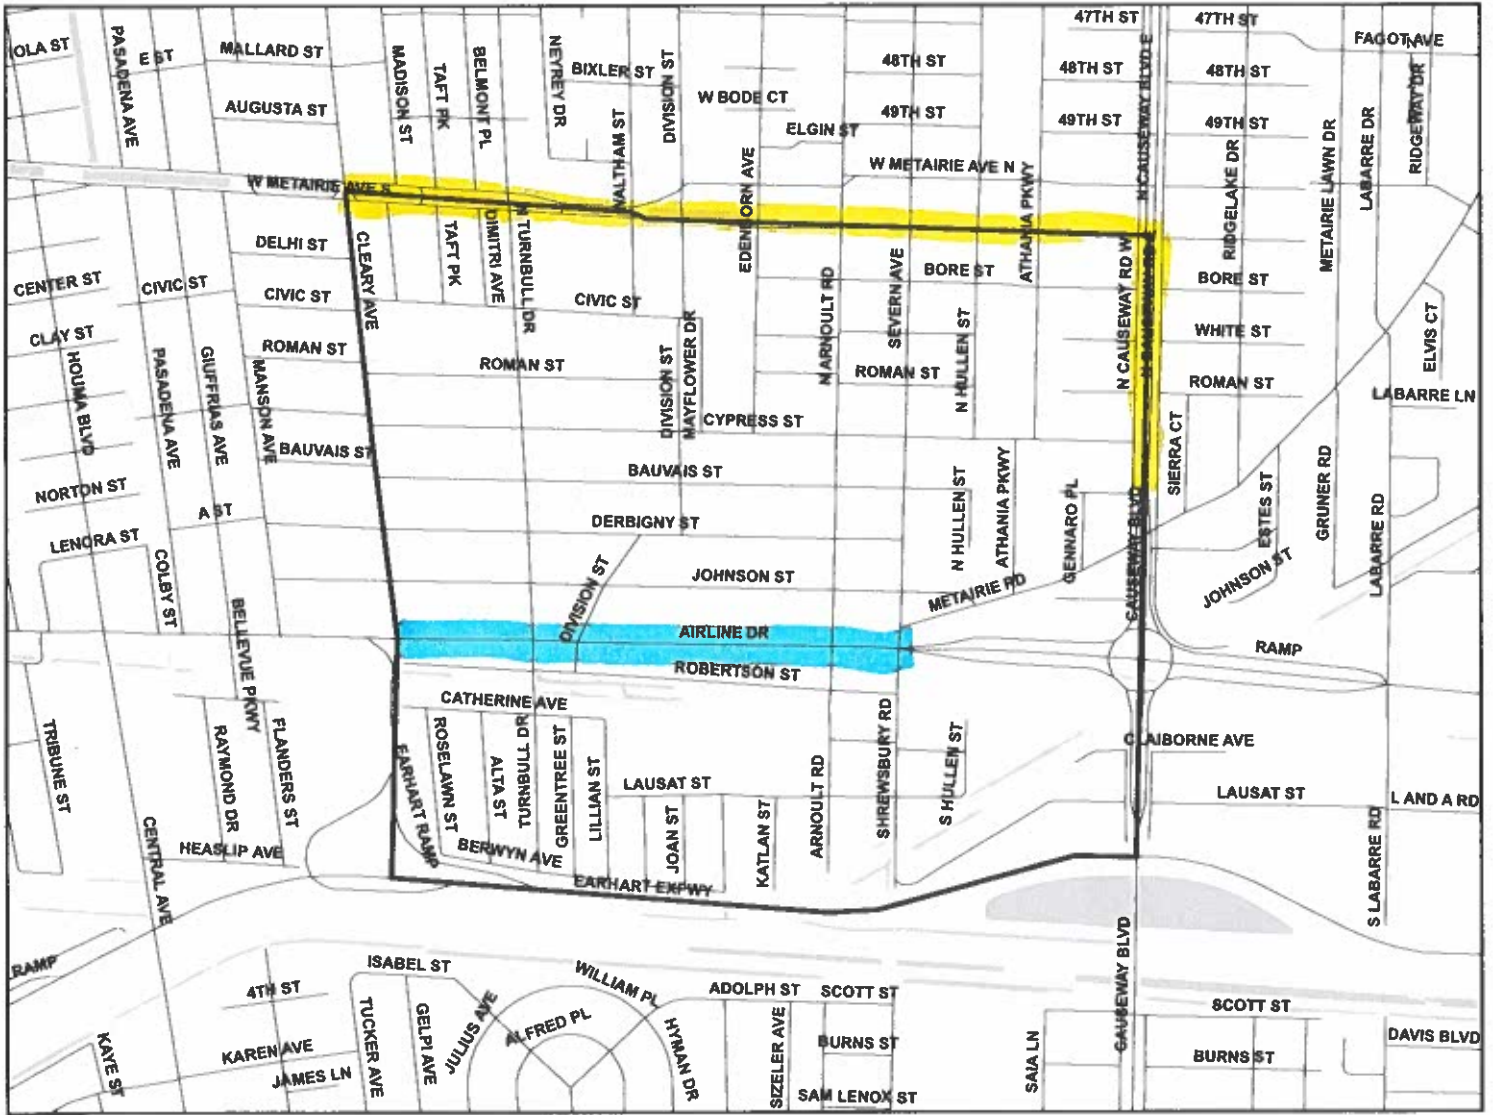 47TH ST
47TH ST
IOLA ST
PASADENA AVE
E ST
MALLARD ST
MADISON ST
TAFT PK
BELMONT PL
NEYREY DR
BIXLER ST
DIVISION ST
48TH ST
48TH ST
N CAUSEWAY BLVD E
48TH ST
FAGOT AVE
RIDGEWAY DR
AUGUSTA ST
WALTHAM ST
W BODE CT
ELGIN ST
49TH ST
49TH ST
49TH ST
METAIRIE LAWN DR
LABARRE DR
W METAIRIE AVE S
EDENBORN AVE
W METAIRIE AVE N
ATHANIA PKWY
RIDGELAKE DR
DELHI ST
CLEARY AVE
TAFT PK
DIMITRI AVE
N TURNBULL DR
CENTER ST
CIVIC ST
CIVIC ST
CIVIC ST
N ARNOULT RD
SEVERN AVE
BORE ST
N CAUSEWAY RD W
BORE ST
CLAY ST
ROMAN ST
ROMAN ST
DIVISION ST
MAYFLOWER DR
ROMAN ST
N HULLEN ST
WHITE ST
ROMAN ST
ELVIS CT
LABARRE LN
HOUMA BLVD
PASADENA AVE
GIUFFRIAS AVE
MANSON AVE
BAUVAIS ST
CYPRESS ST
BAUVAIS ST
SIERRA CT
NORTON ST
A ST
DERBIGNY ST
N HULLEN ST
ATHANIA PKWY
GENNARO PL
CAUSEWAY BLVD
ESTES ST
GRUNER RD
LABARRE RD
LENORA ST
COLBY ST
JOHNSON ST
DIVISION ST
METAIRIE RD
JOHNSON ST
BELLEVUE PKWY
AIRLINE DR
RAMP
ROBERTSON ST
CATHERINE AVE
TRIBUNE ST
RAYMOND DR
FLANDERS ST
EARHART RAMP
ROSELAWN ST
ALTA ST
TURNBULL DR
GREENTREE ST
LILLIAN ST
LAUSAT ST
ARNOULT RD
SHREWSBURY RD
S HULLEN ST
CLAIBORNE AVE
LAUSAT ST
L AND A RD
CENTRAL AVE
HEASLIP AVE
BERWYN AVE
JOAN ST
KATLAN ST
S LABARRE RD
EARHART EXPWY
RAMP
ISABEL ST
WILLIAM PL
ADOLPH ST
SCOTT ST
CAUSEWAY BLVD
SCOTT ST
4TH ST
TUCKER AVE
GELPI AVE
JULIUS AVE
ALFRED PL
HYMAN DR
SIZELER AVE
BURNS ST
SAIA LN
BURNS ST
DAVIS BLVD
KAYE ST
KAREN AVE
JAMES LN
SAM LENOX ST